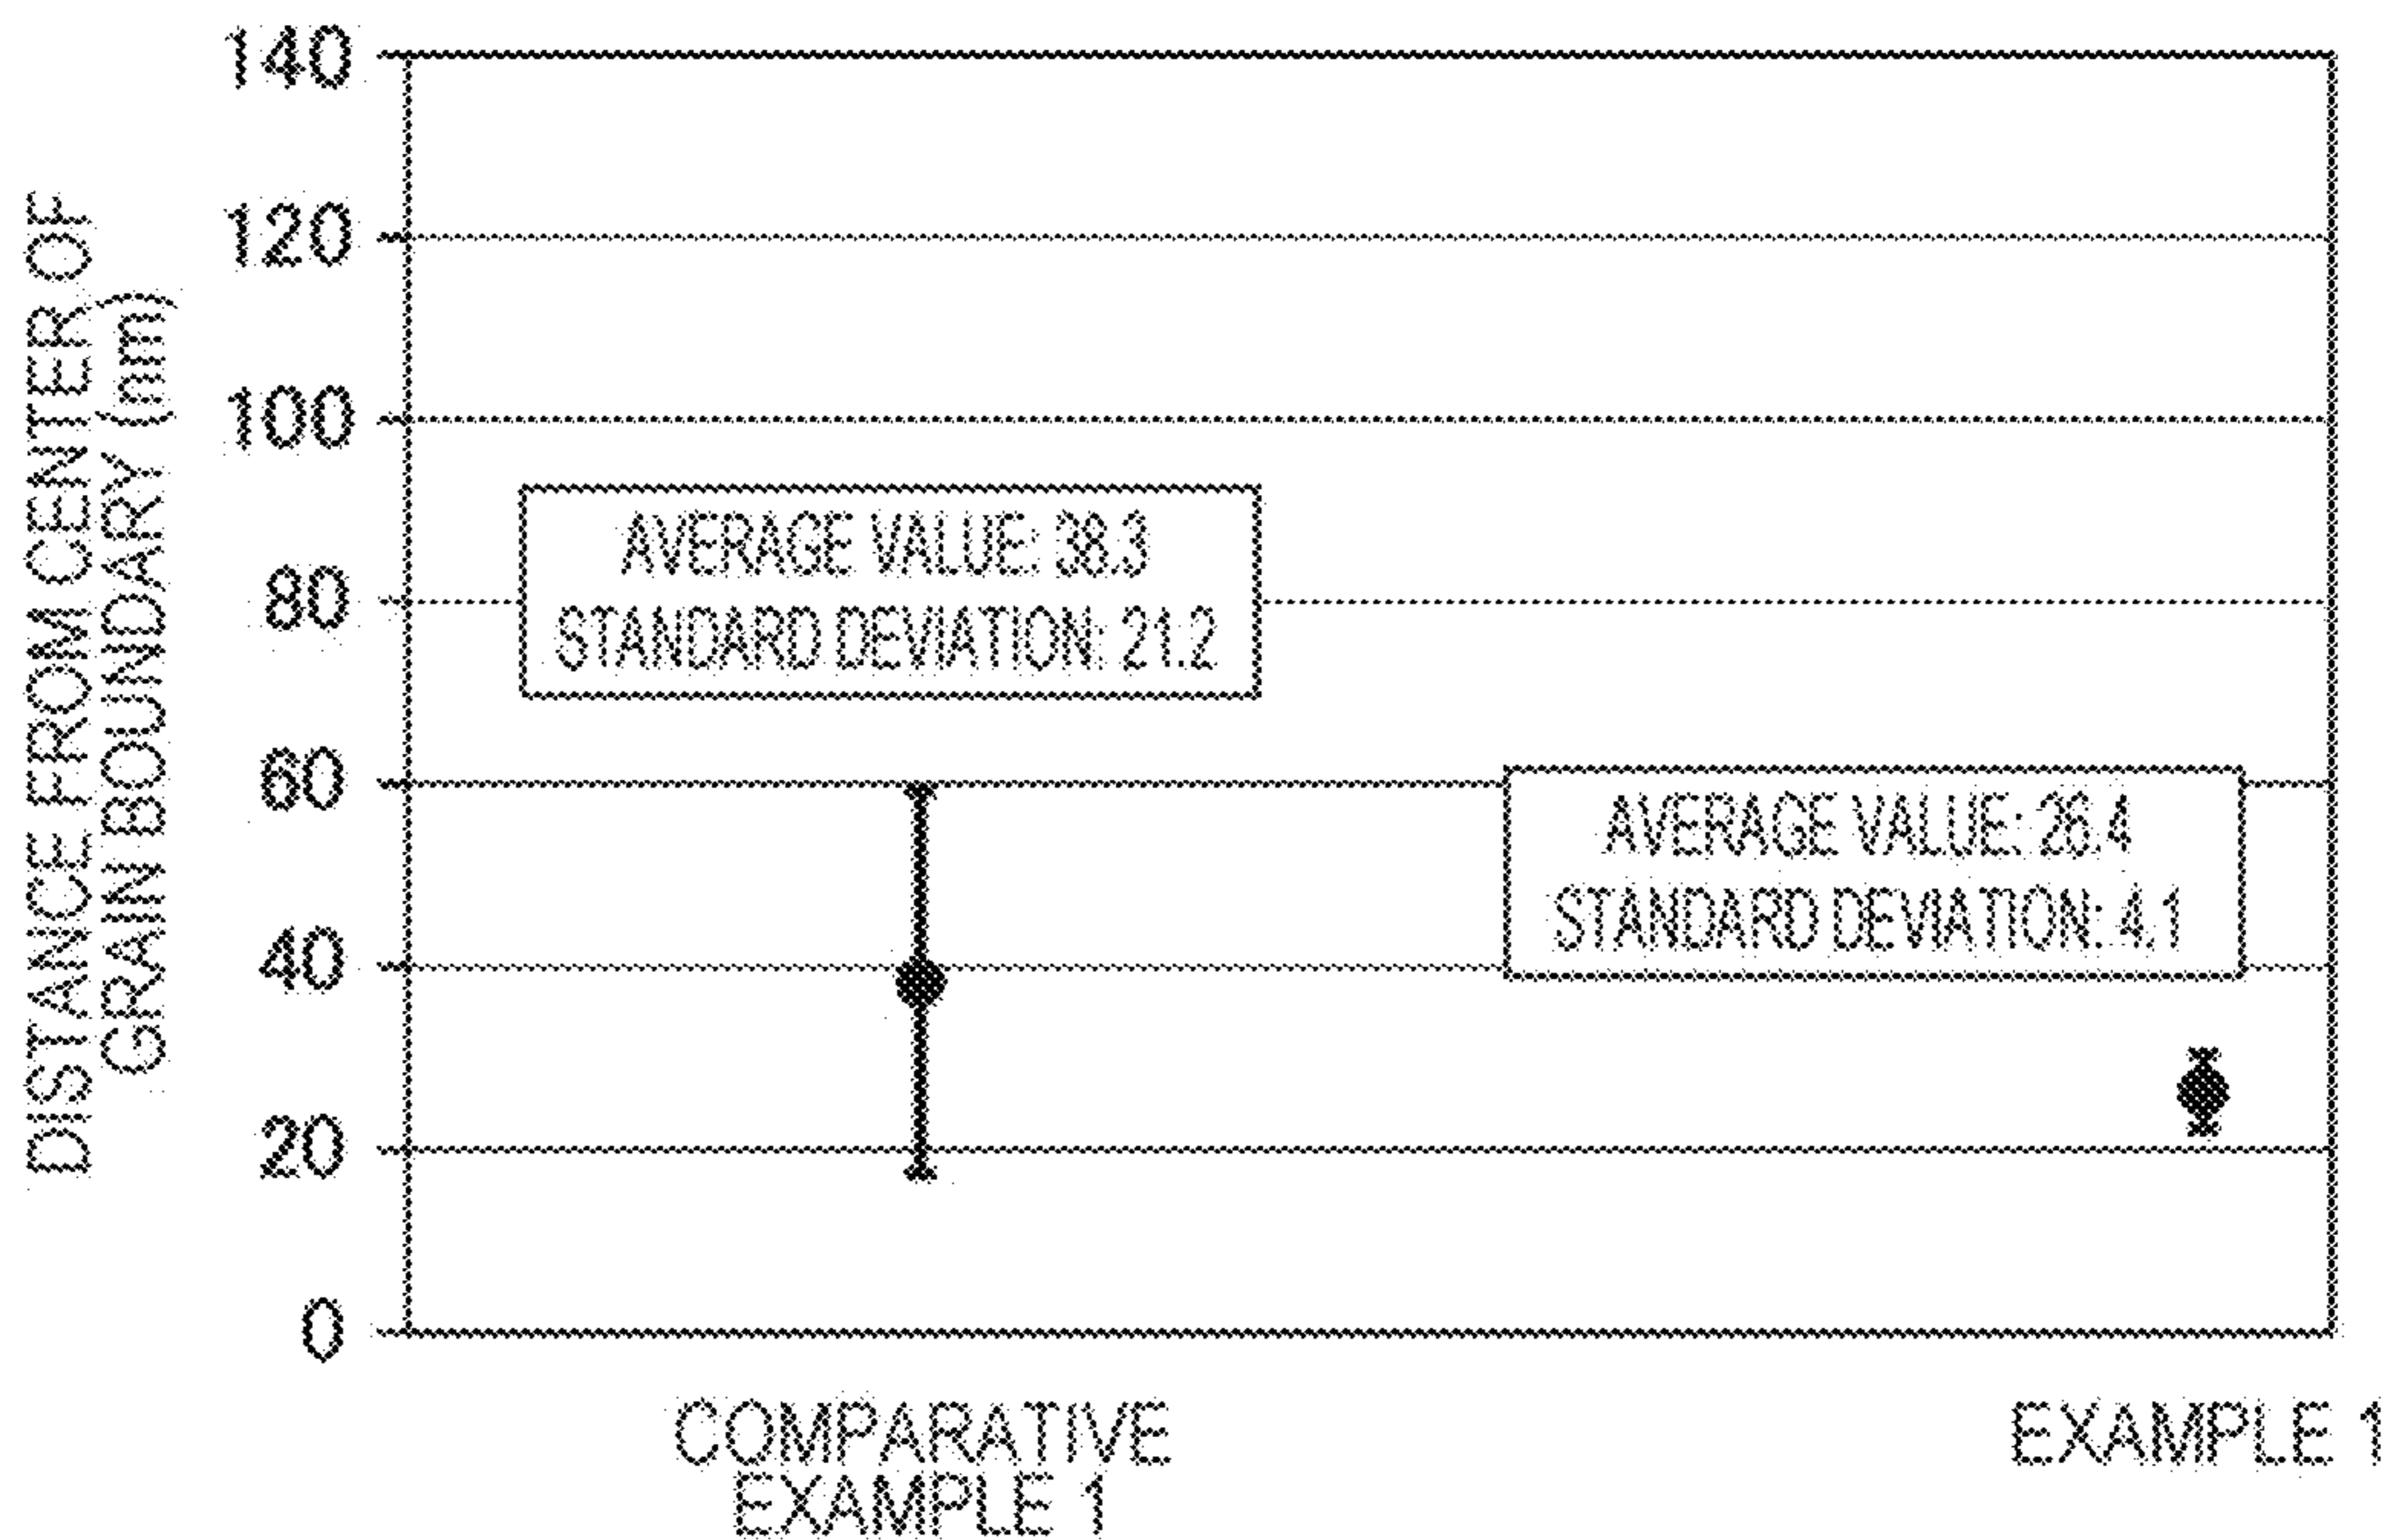 DISTANCE FROM CENTER OF
GRAIN BOUNDARY (nm)
140
120
100
80
60
40
20
0
AVERAGE VALUE: 38.3
STANDARD DEVIATION: 21.2
AVERAGE VALUE: 26.4
STANDARD DEVIATION: 4.1
COMPARATIVE
EXAMPLE 1
EXAMPLE 1